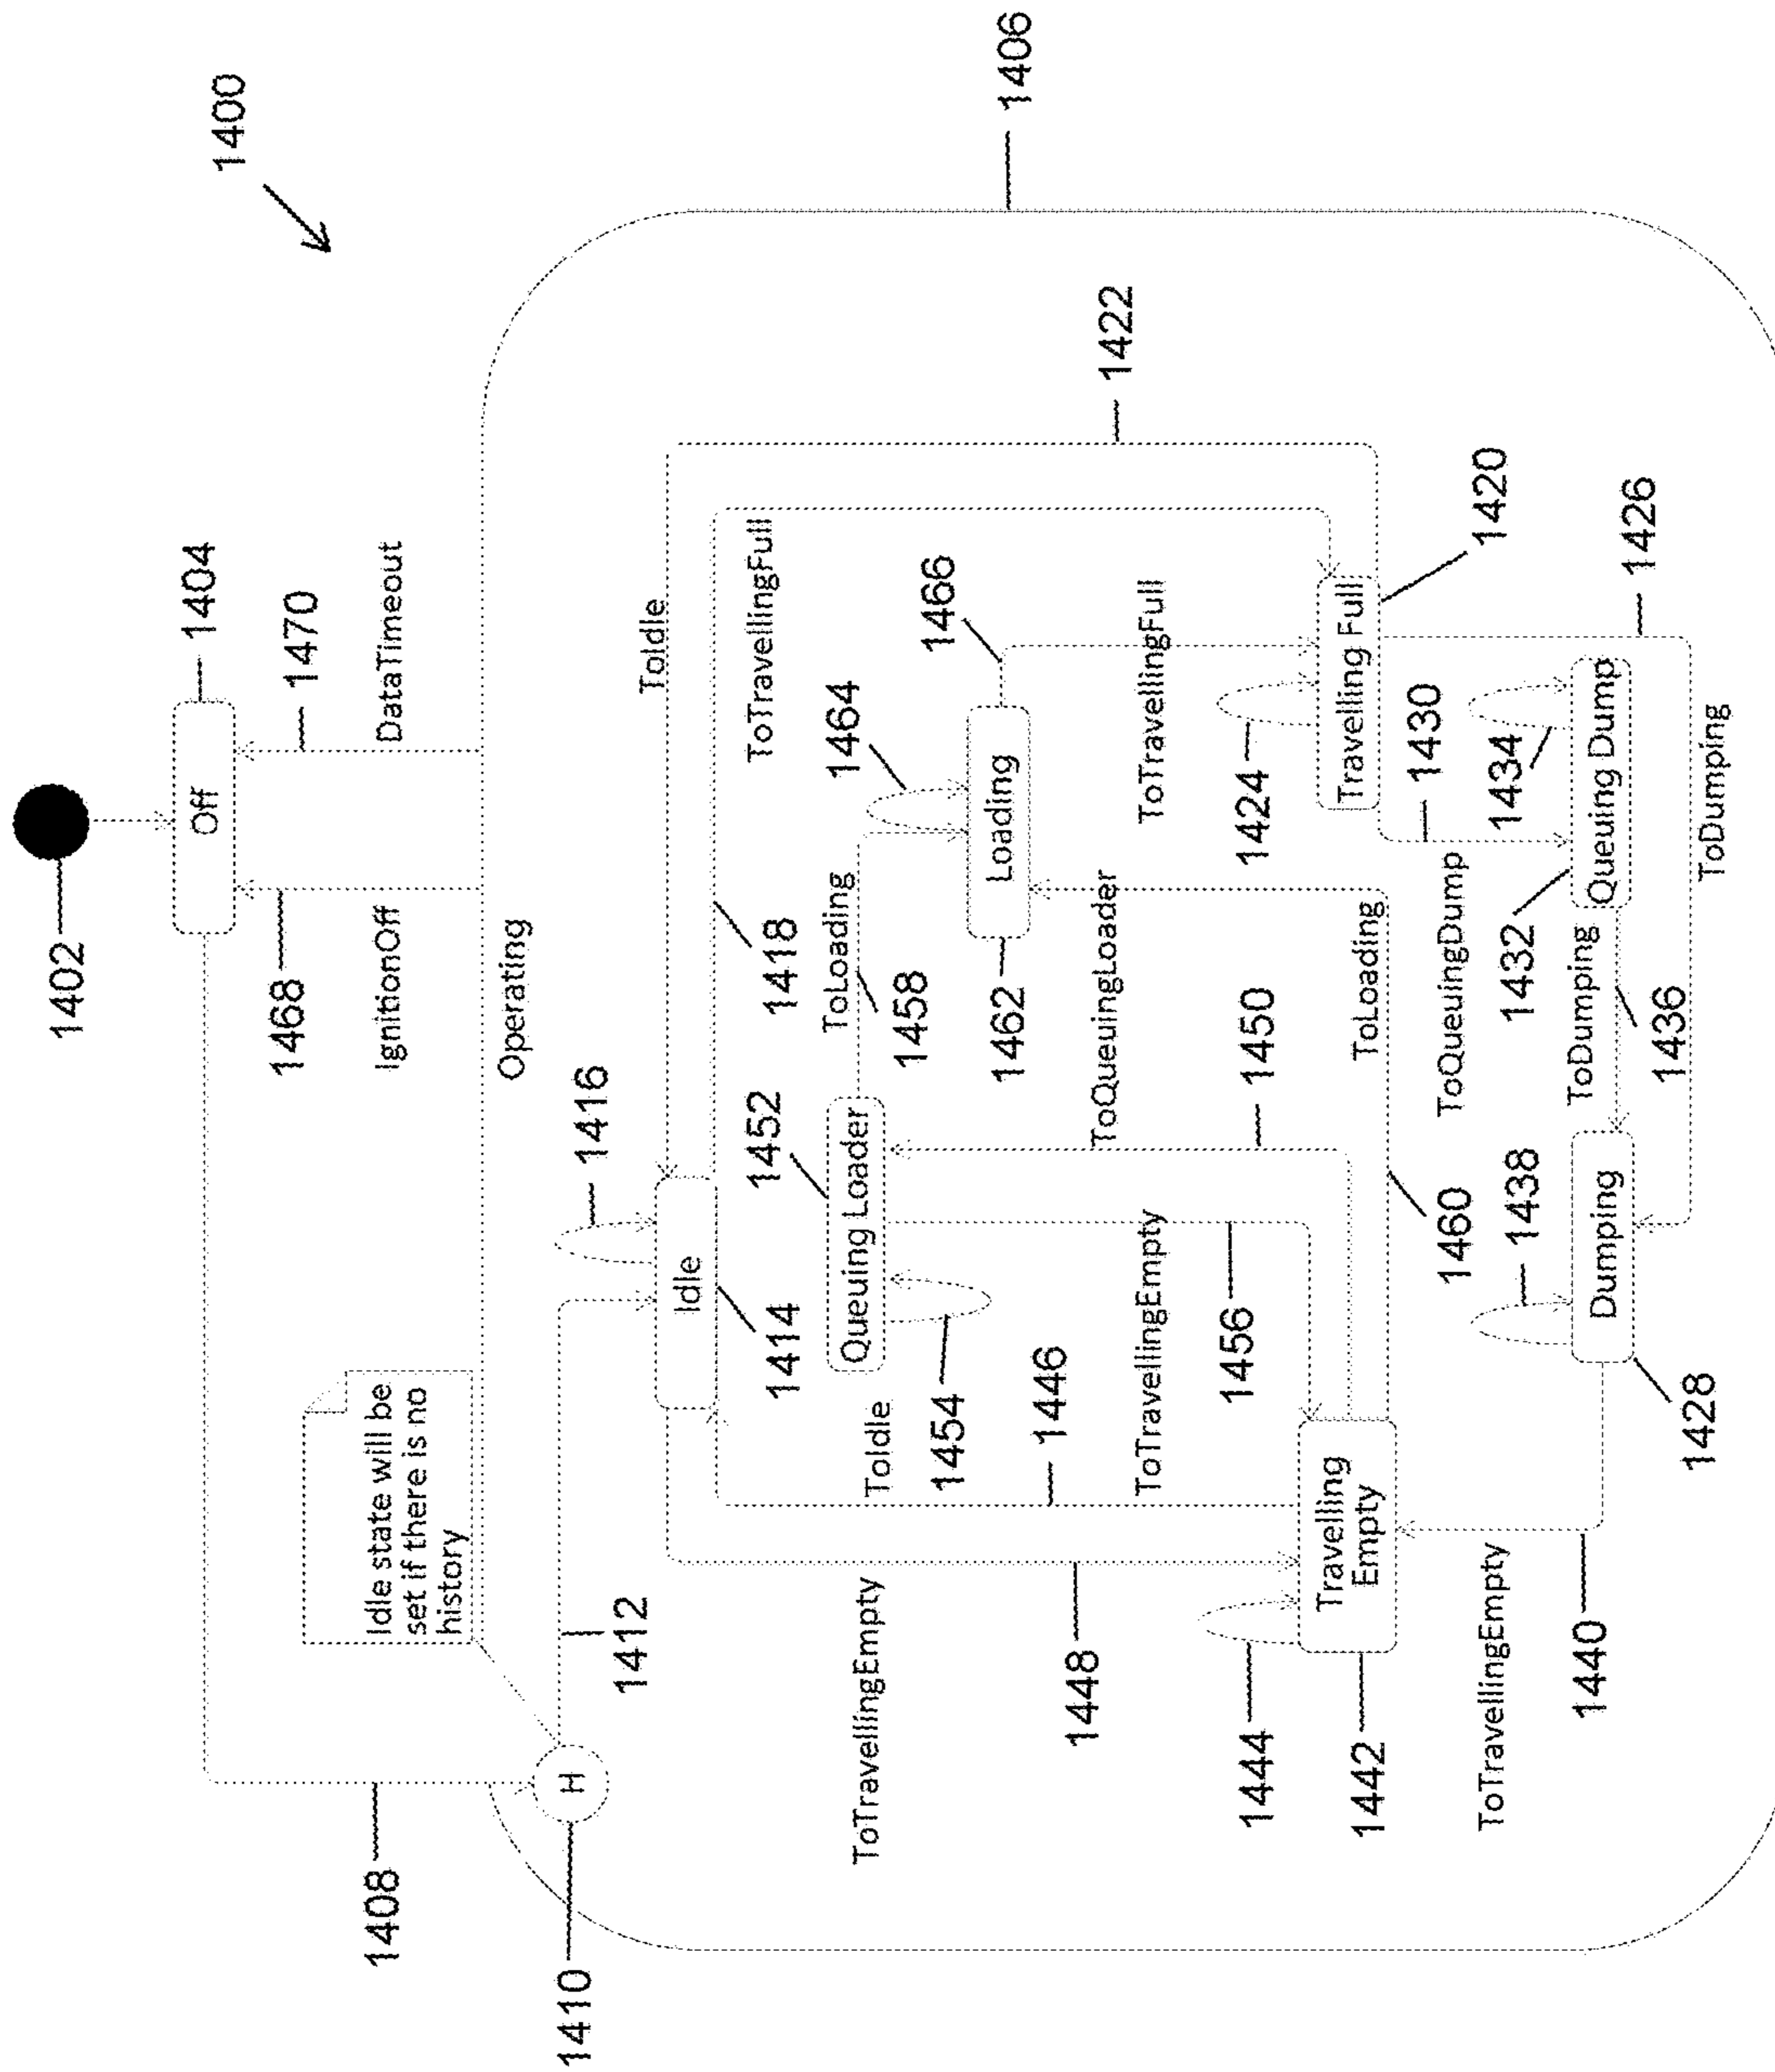 1402
1404
Off
1400
1468
1470
IgnitionOff
DataTimeout
1408
Idle state will be
set if there is no
history
Operating
1410
H
1416
1412
ToIdle
Idle
1414
1452
1418
ToTravellingFull
ToTravellingEmpty
Queuing Loader
ToLoading
1464
ToIdle
1458
1454
1466
1462
Loading
1406
1446
1448
ToQueuingLoader
1422
ToTravellingEmpty
ToTravellingFull
1456
1444
1450
1424
Travelling
Empty
1442
ToLoading
Travelling Full
1460
ToQueuingDump
1430
1420
ToTravellingEmpty
1438
1432
1434
1440
Dumping
ToDumping
Queuing Dump
1426
1428
1436
ToDumping